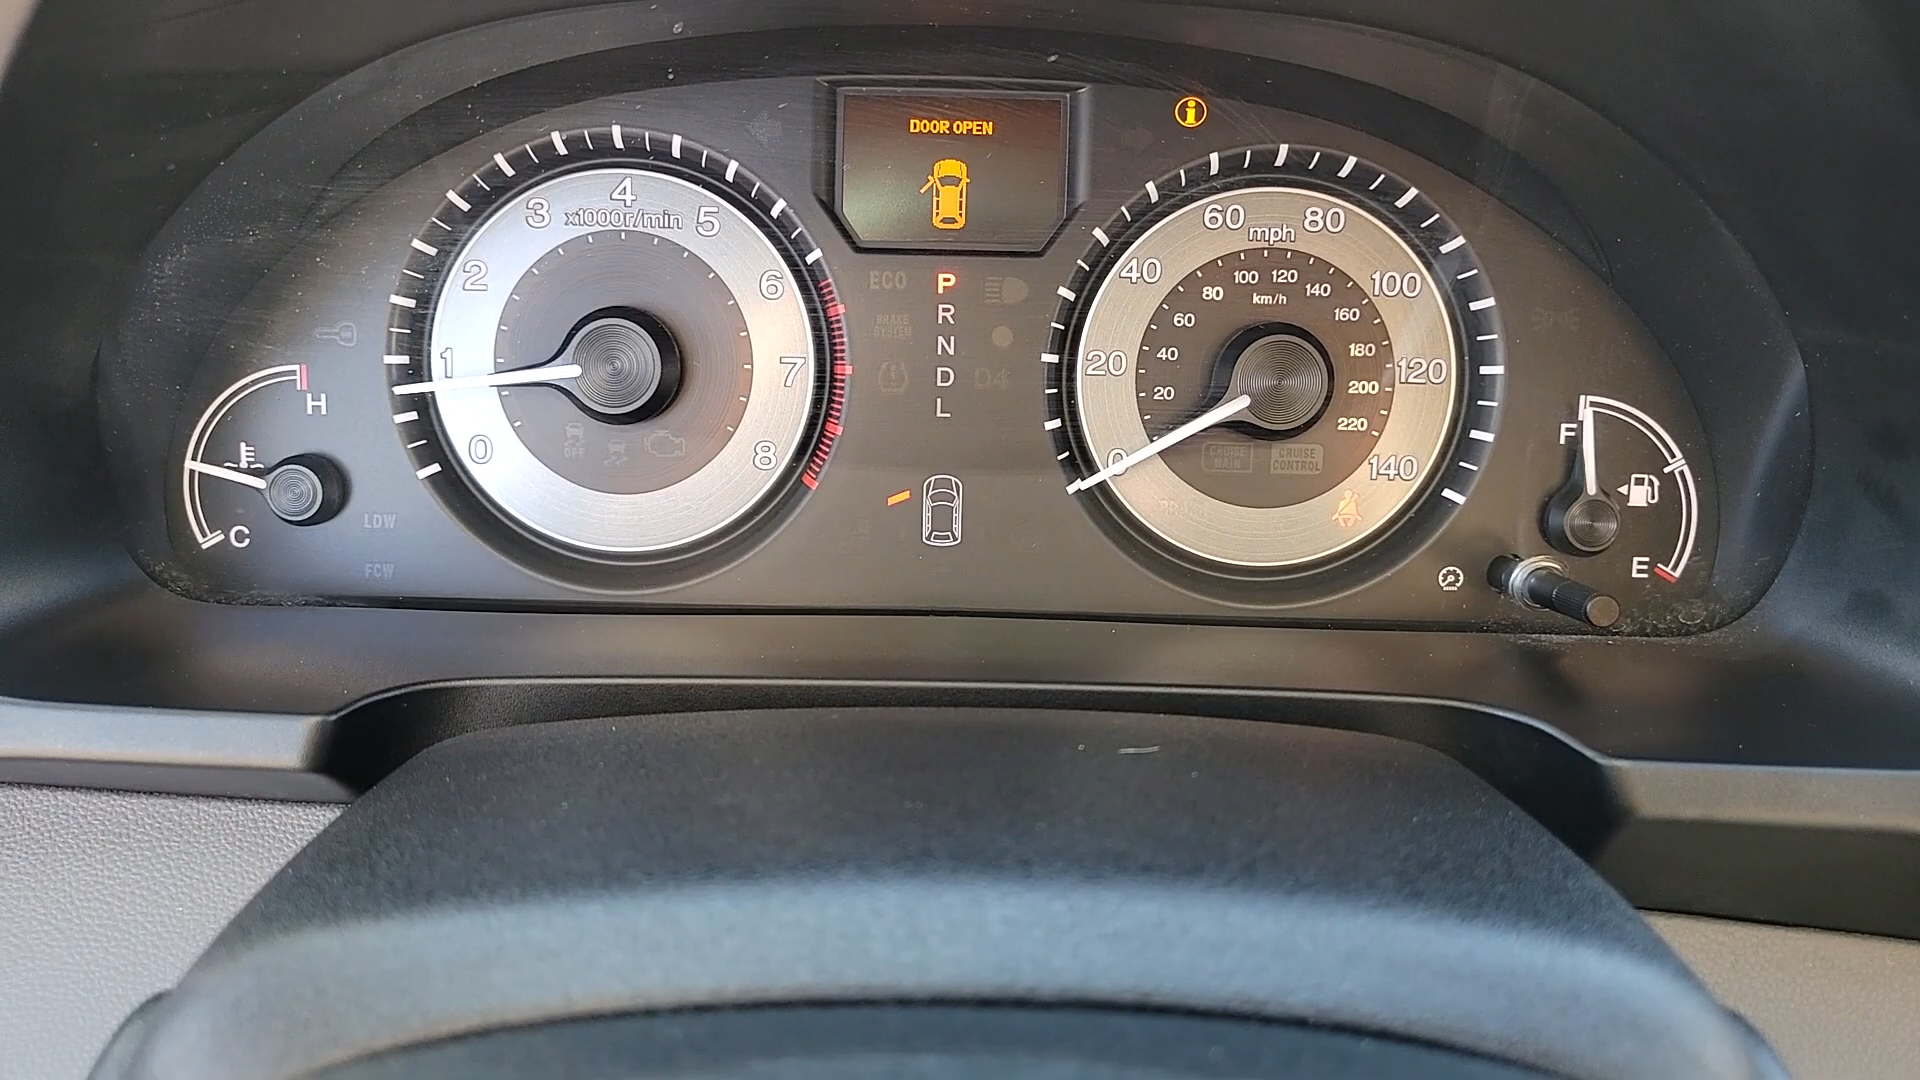 DOOR OPEN
i
x1000r/min
0
1
2
3
4
5
6
7
8
H
C
LDW
FCW
OFF
ECO
BRAKE
SYSTEM
P
R
N
D
L
D4
mph
0
20
40
60
80
100
120
140
km/h
20
40
60
80
100
120
140
160
180
200
220
CRUISE
MAIN
CRUISE
CONTROL
F
E